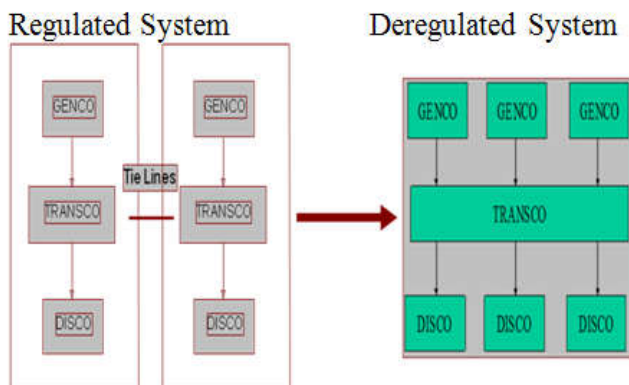 Regulated System
Deregulated System
GENCO
GENCO
Tie Lines
TRANSCO
TRANSCO
DISCO
DISCO
GENCO
GENCO
GENCO
TRANSCO
DISCO
DISCO
DISCO